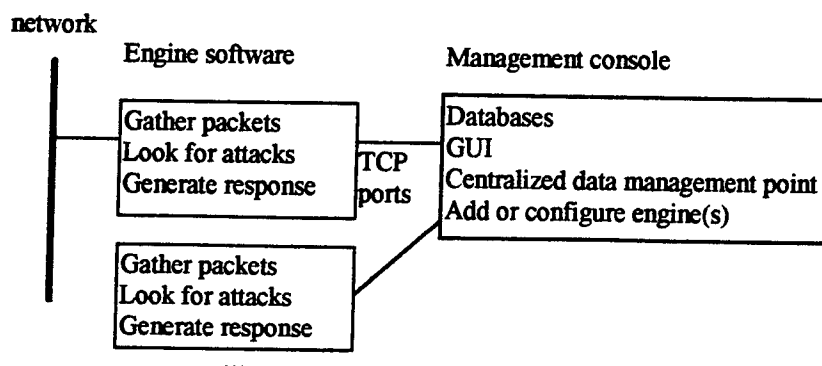 network
Engine software
Management console
Gather packets
Look for attacks
Generate response
TCP
ports
Databases
GUI
Centralized data management point
Add or configure engine(s)
Gather packets
Look for attacks
Generate response